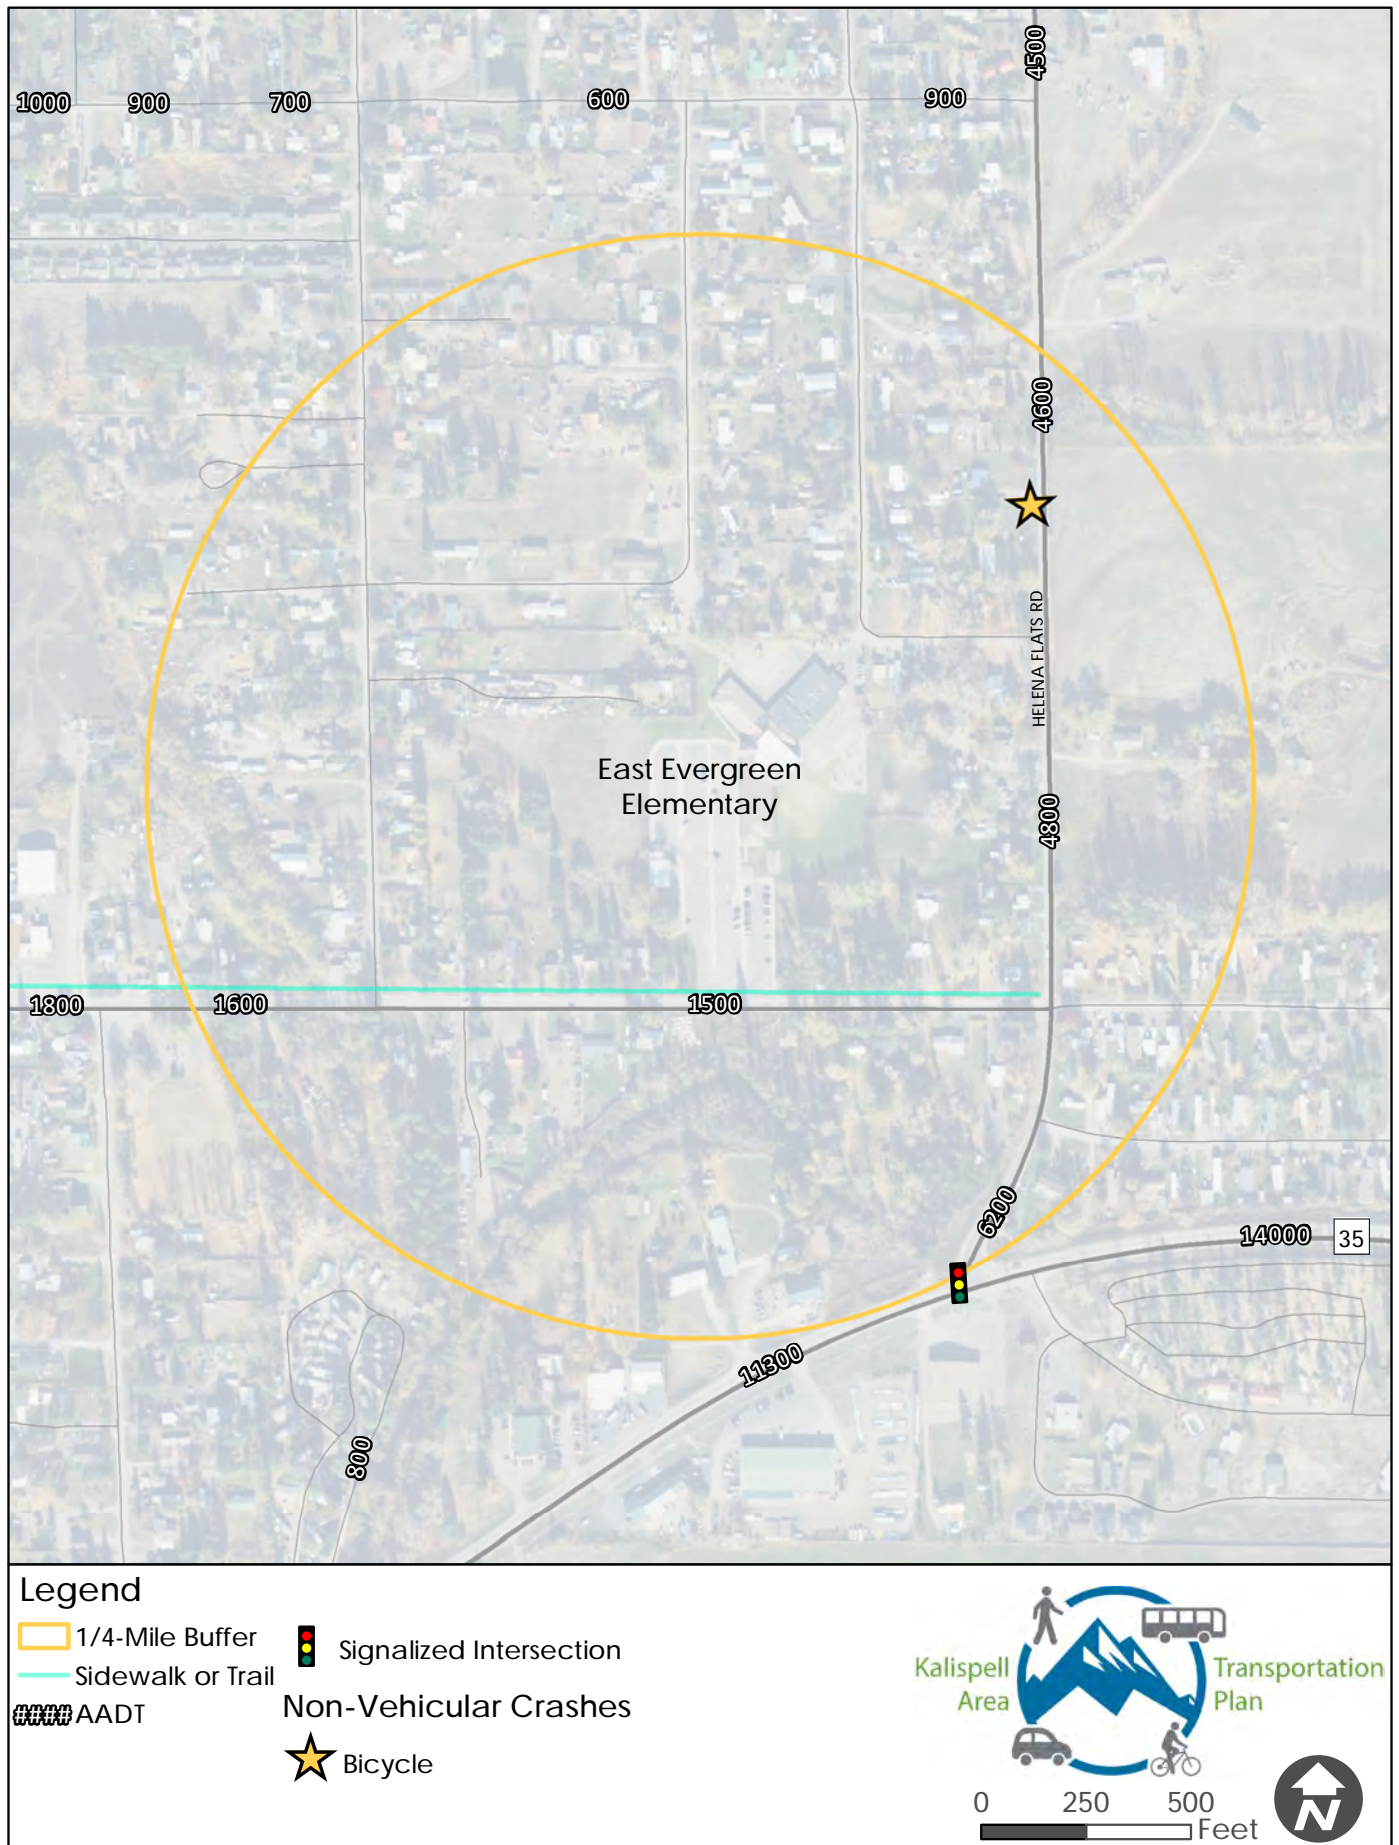 4500
1000 900 700 600 900
4600
HELENA FLATS RD
East Evergreen
Elementary
4800
1800 1600 1500
6200
14000 35
11300
800
Legend
1/4-Mile Buffer
Sidewalk or Trail
#### AADT
Signalized Intersection
Non-Vehicular Crashes
Bicycle
Kalispell Transportation
Area Plan
0 250 500
Feet
N